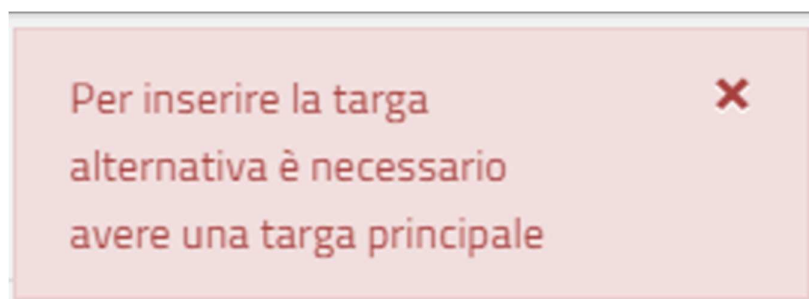 Per inserire la targa
alternativa è necessario
avere una targa principale